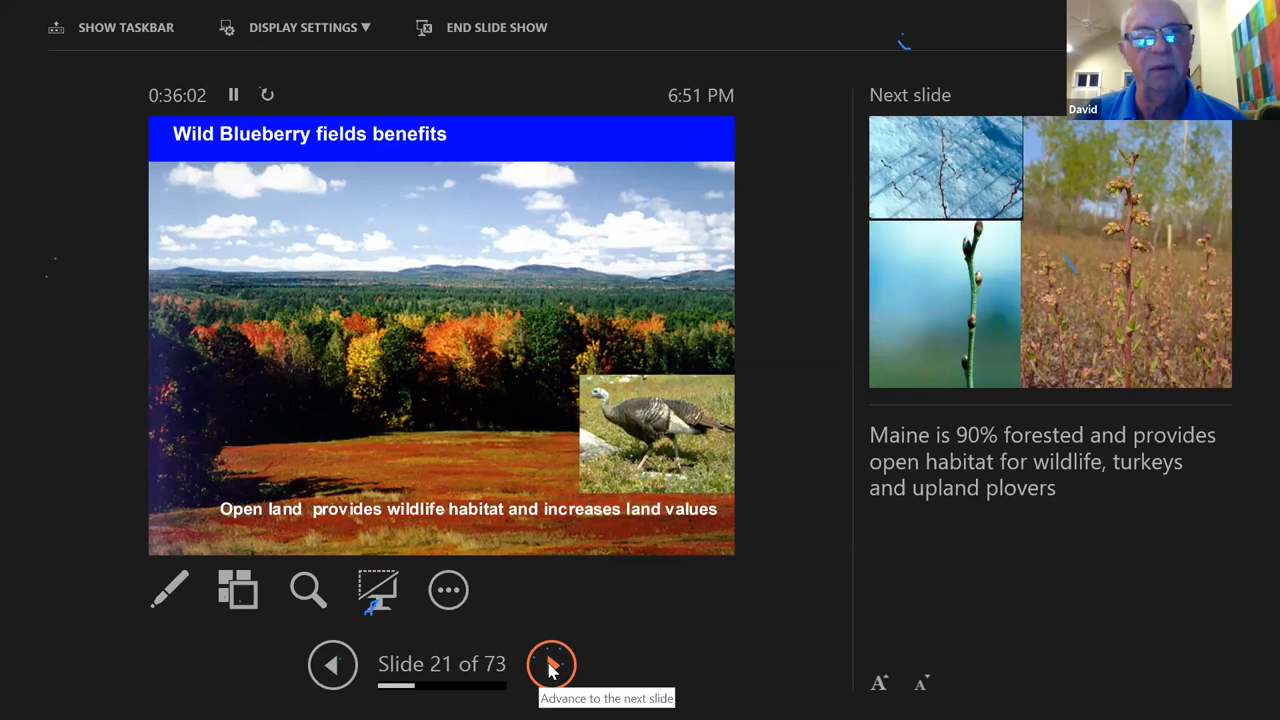 SHOW TASKBAR
DISPLAY SETTINGS ▼
END SLIDE SHOW
David
0:36:02
6:51 PM
Next slide
Wild Blueberry fields benefits
Open land provides wildlife habitat and increases land values
Maine is 90% forested and provides
open habitat for wildlife, turkeys
and upland plovers
Slide 21 of 73
Advance to the next slide
A A